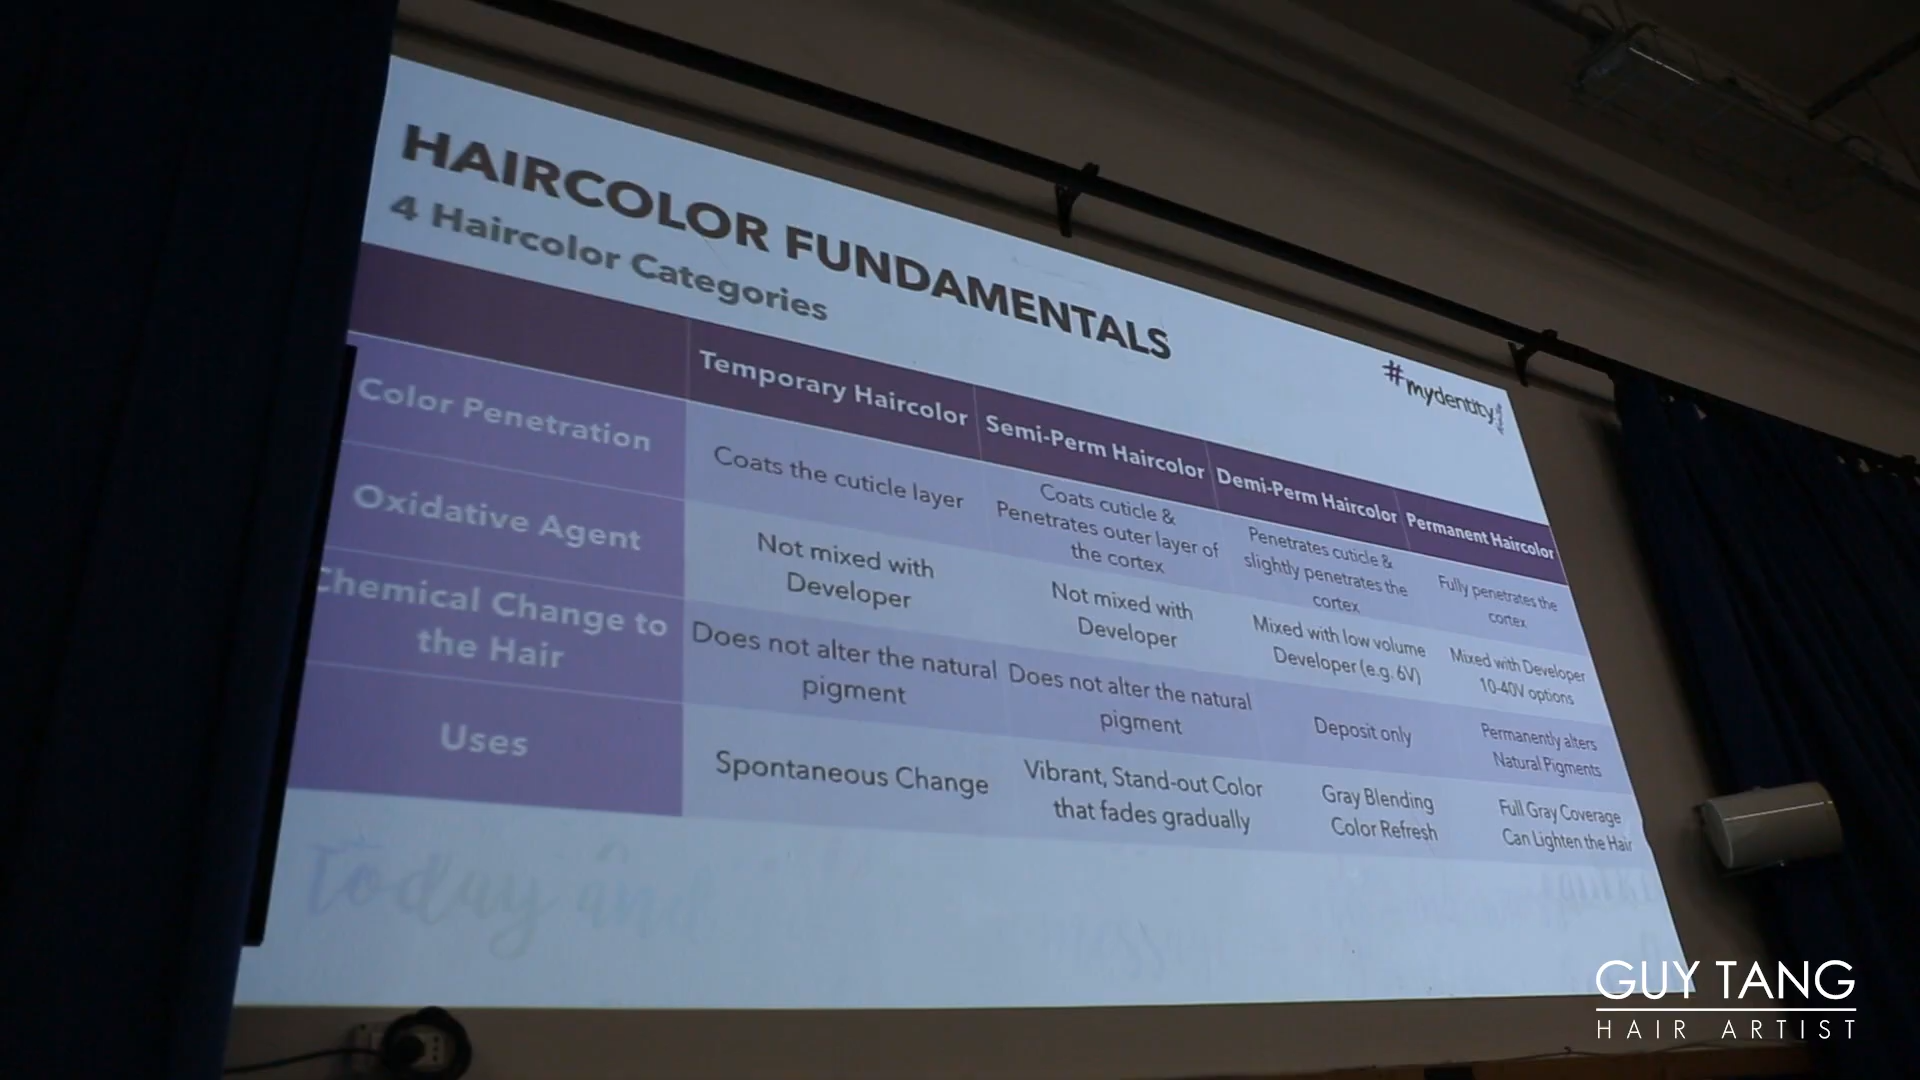 HAIRCOLOR FUNDAMENTALS
4 Haircolor Categories
#mydentity
Temporary Haircolor
Semi-Perm Haircolor
Demi-Perm Haircolor
Permanent Haircolor
Color Penetration
Coats the cuticle layer
Coats cuticle &
Penetrates outer layer of
the cortex
Penetrates cuticle &
slightly penetrates the
cortex
Fully penetrates the
cortex
Oxidative Agent
Not mixed with
Developer
Not mixed with
Developer
Mixed with low volume
Developer (e.g. 6V)
Mixed with Developer
10-40V options
Chemical Change to
the Hair
Does not alter the natural
pigment
Does not alter the natural
pigment
Deposit only
Permanently alters
Natural Pigments
Uses
Spontaneous Change
Vibrant, Stand-out Color
that fades gradually
Gray Blending
Color Refresh
Full Gray Coverage
Can Lighten the Hair
today and
GUY TANG
HAIR ARTIST